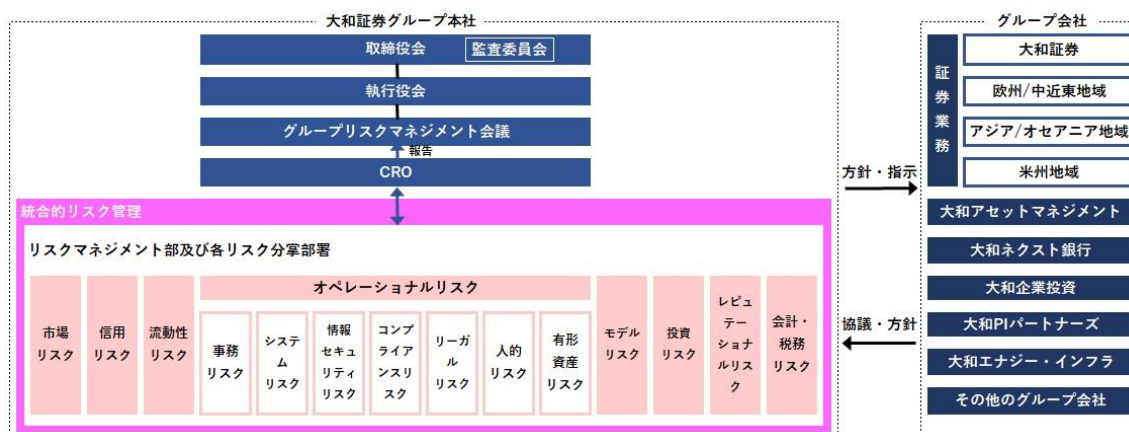 大和証券グループ本社
取締役会
監査委員会
執行役会
グループリスクマネジメント会議
報告
CRO
統合的リスク管理
リスクマネジメント部及び各リスク分掌部署
市場
リスク
信用
リスク
流動性
リスク
オペレーショナルリスク
事務
リスク
システ
ム
リスク
情報
セキュ
リティ
リスク
コンプ
ライア
ンスリ
スク
リーガ
ル
リスク
人的
リスク
有形
資産
リスク
モデル
リスク
投資
リスク
レピュ
テー
ショナ
ルリス
ク
会計・
税務
リスク
方針・指示
協議・方針
グループ会社
証券業務
大和証券
欧州/中近東地域
アジア/オセアニア地域
米州地域
大和アセットマネジメント
大和ネクスト銀行
大和企業投資
大和PIパートナーズ
大和エナジー・インフラ
その他のグループ会社